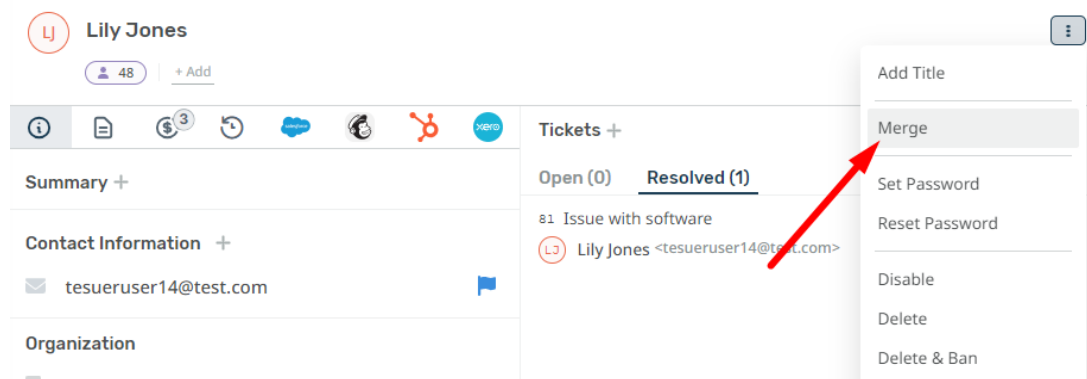 LJ
Lily Jones
48
+ Add
Add Title
Merge
Set Password
Reset Password
Disable
Delete
Delete & Ban
3
salesforce
xero
Summary +
Contact Information +
tesueruser14@test.com
Organization
Tickets +
Open (0) Resolved (1)
81 Issue with software
LJ Lily Jones <tesueruser14@test.com>